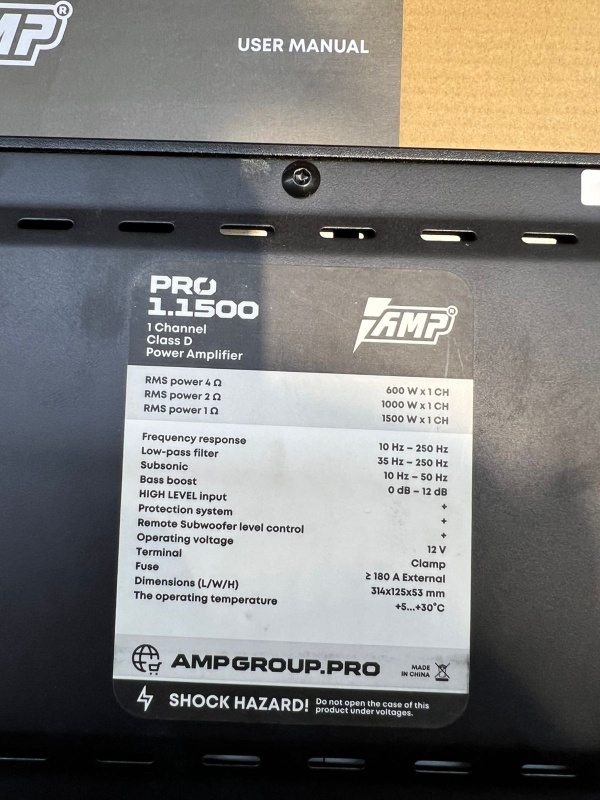 MP®
USER MANUAL
PRO
1.1500
1 Channel
Class D
Power Amplifier
AMP®
RMS power 4 Ω 600 W x 1 CH
RMS power 2 Ω 1000 W x 1 CH
RMS power 1 Ω 1500 W x 1 CH
Frequency response 10 Hz – 250 Hz
Low-pass filter 35 Hz – 250 Hz
Subsonic 10 Hz – 50 Hz
Bass boost 0 dB – 12 dB
HIGH LEVEL input +
Protection system +
Remote Subwoofer level control +
Operating voltage 12 V
Terminal Clamp
Fuse ≥ 180 A External
Dimensions (L/W/H) 314x125x53 mm
The operating temperature +5...+30°C
AMPGROUP.PRO
MADE
IN CHINA
SHOCK HAZARD!
Do not open the case of this
product under voltages.